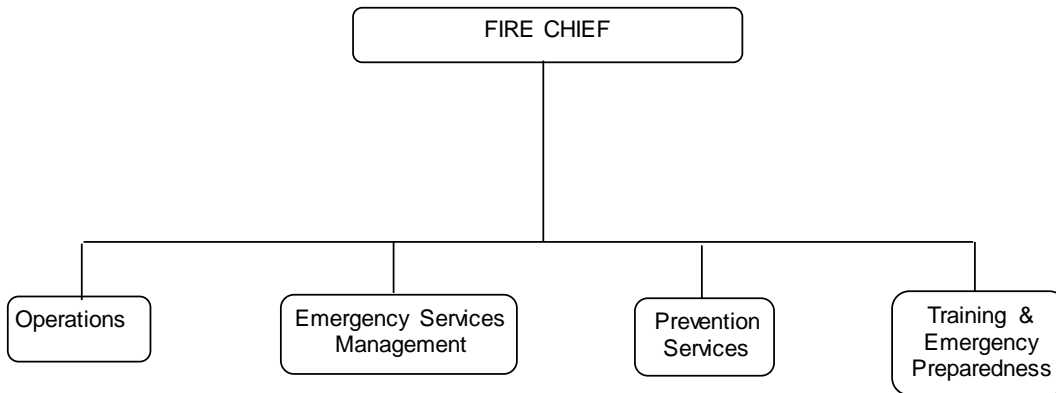 FIRE CHIEF
Operations
Emergency Services
Management
Prevention
Services
Training &
Emergency
Preparedness